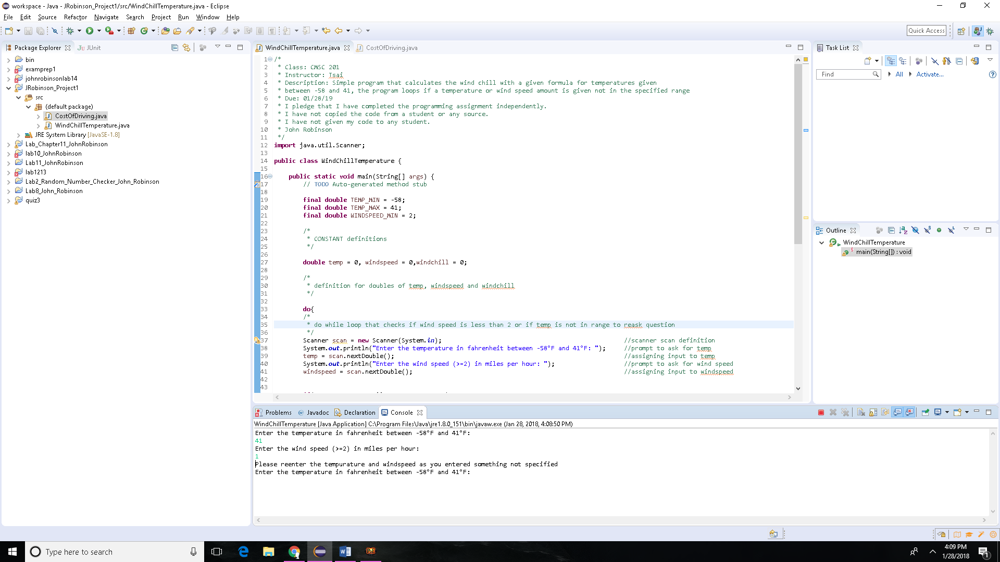 workspace - Java - JRobinson_Project1/src/WindChillTemperature.java - Eclipse
File Edit Source Refactor Navigate Search Project Run Window Help
Quick Access
Package Explorer
JUnit
bin
examprep1
johnrobinsonlab14
JRobinson_Project1
src
(default package)
CostOfDriving.java
WindChillTemperature.java
JRE System Library [JavaSE-1.8]
Lab_Chapter11_JohnRobinson
lab10_JohnRobinson
Lab11_JohnRobinson
lab1213
Lab2_Random_Number_Checker_John_Robinson
Lab8_John_Robinson
quiz3
WindChillTemperature.java
CostOfDriving.java
1 /*
2 * Class: CMSC 201
3 * Instructor: Tsai
4 * Description: Simple program that calculates the wind chill with a given formula for temperatures given
5 * between -58 and 41, the program loops if a temperature or wind speed amount is given not in the specified range
6 * Due: 01/28/19
7 * I pledge that I have completed the programming assignment independently.
8 * I have not copied the code from a student or any source.
9 * I have not given my code to any student.
10 * John Robinson
11 */
12 import java.util.Scanner;
13
14 public class WindChillTemperature {
15
16 public static void main(String[] args) {
17 // TODO Auto-generated method stub
18
19 final double TEMP_MIN = -58;
20 final double TEMP_MAX = 41;
21 final double WINDSPEED_MIN = 2;
22
23 /*
24 * CONSTANT definitions
25 */
26
27 double temp = 0, windspeed = 0,windchill = 0;
28
29 /*
30 * definition for doubles of temp, windspeed and windchill
31 */
32
33 do{
34 /*
35 * do while loop that checks if wind speed is less than 2 or if temp is not in range to reask question
36 */
37 Scanner scan = new Scanner(System.in); //scanner scan definition
38 System.out.println("Enter the temperature in fahrenheit between -58°F and 41°F: "); //prompt to ask for temp
39 temp = scan.nextDouble(); //assigning input to temp
40 System.out.println("Enter the wind speed (>=2) in miles per hour: "); //prompt to ask for wind speed
41 windspeed = scan.nextDouble(); //assigning input to windspeed
42
43
Task List
Find
All
Activate...
Outline
WindChillTemperature
main(String[]) : void
Problems
@ Javadoc
Declaration
Console
WindChillTemperature [Java Application] C:\Program Files\Java\jre1.8.0_151\bin\javaw.exe (Jan 28, 2018, 4:08:50 PM)
Enter the temperature in fahrenheit between -58°F and 41°F:
41
Enter the wind speed (>=2) in miles per hour:
1
Please reenter the tempurature and windspeed as you entered something not specified
Enter the temperature in fahrenheit between -58°F and 41°F:
Type here to search
4:09 PM
1/28/2018
1